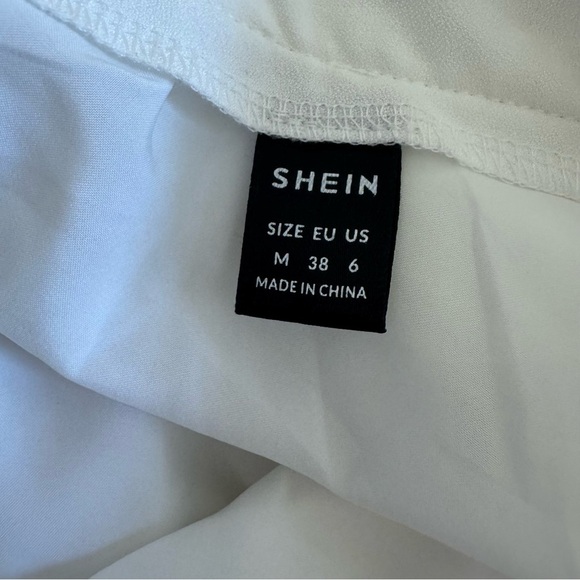 SHEIN
SIZE EU US
M 38 6
MADE IN CHINA